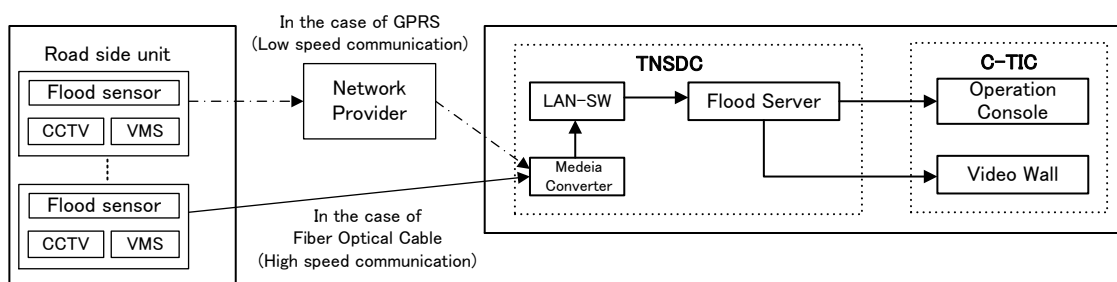 Road side unit
Flood sensor
CCTV
VMS
Flood sensor
CCTV
VMS
In the case of GPRS
(Low speed communication)
Network
Provider
In the case of
Fiber Optical Cable
(High speed communication)
TNSDC
LAN-SW
Flood Server
Medeia
Converter
C-TIC
Operation
Console
Video Wall